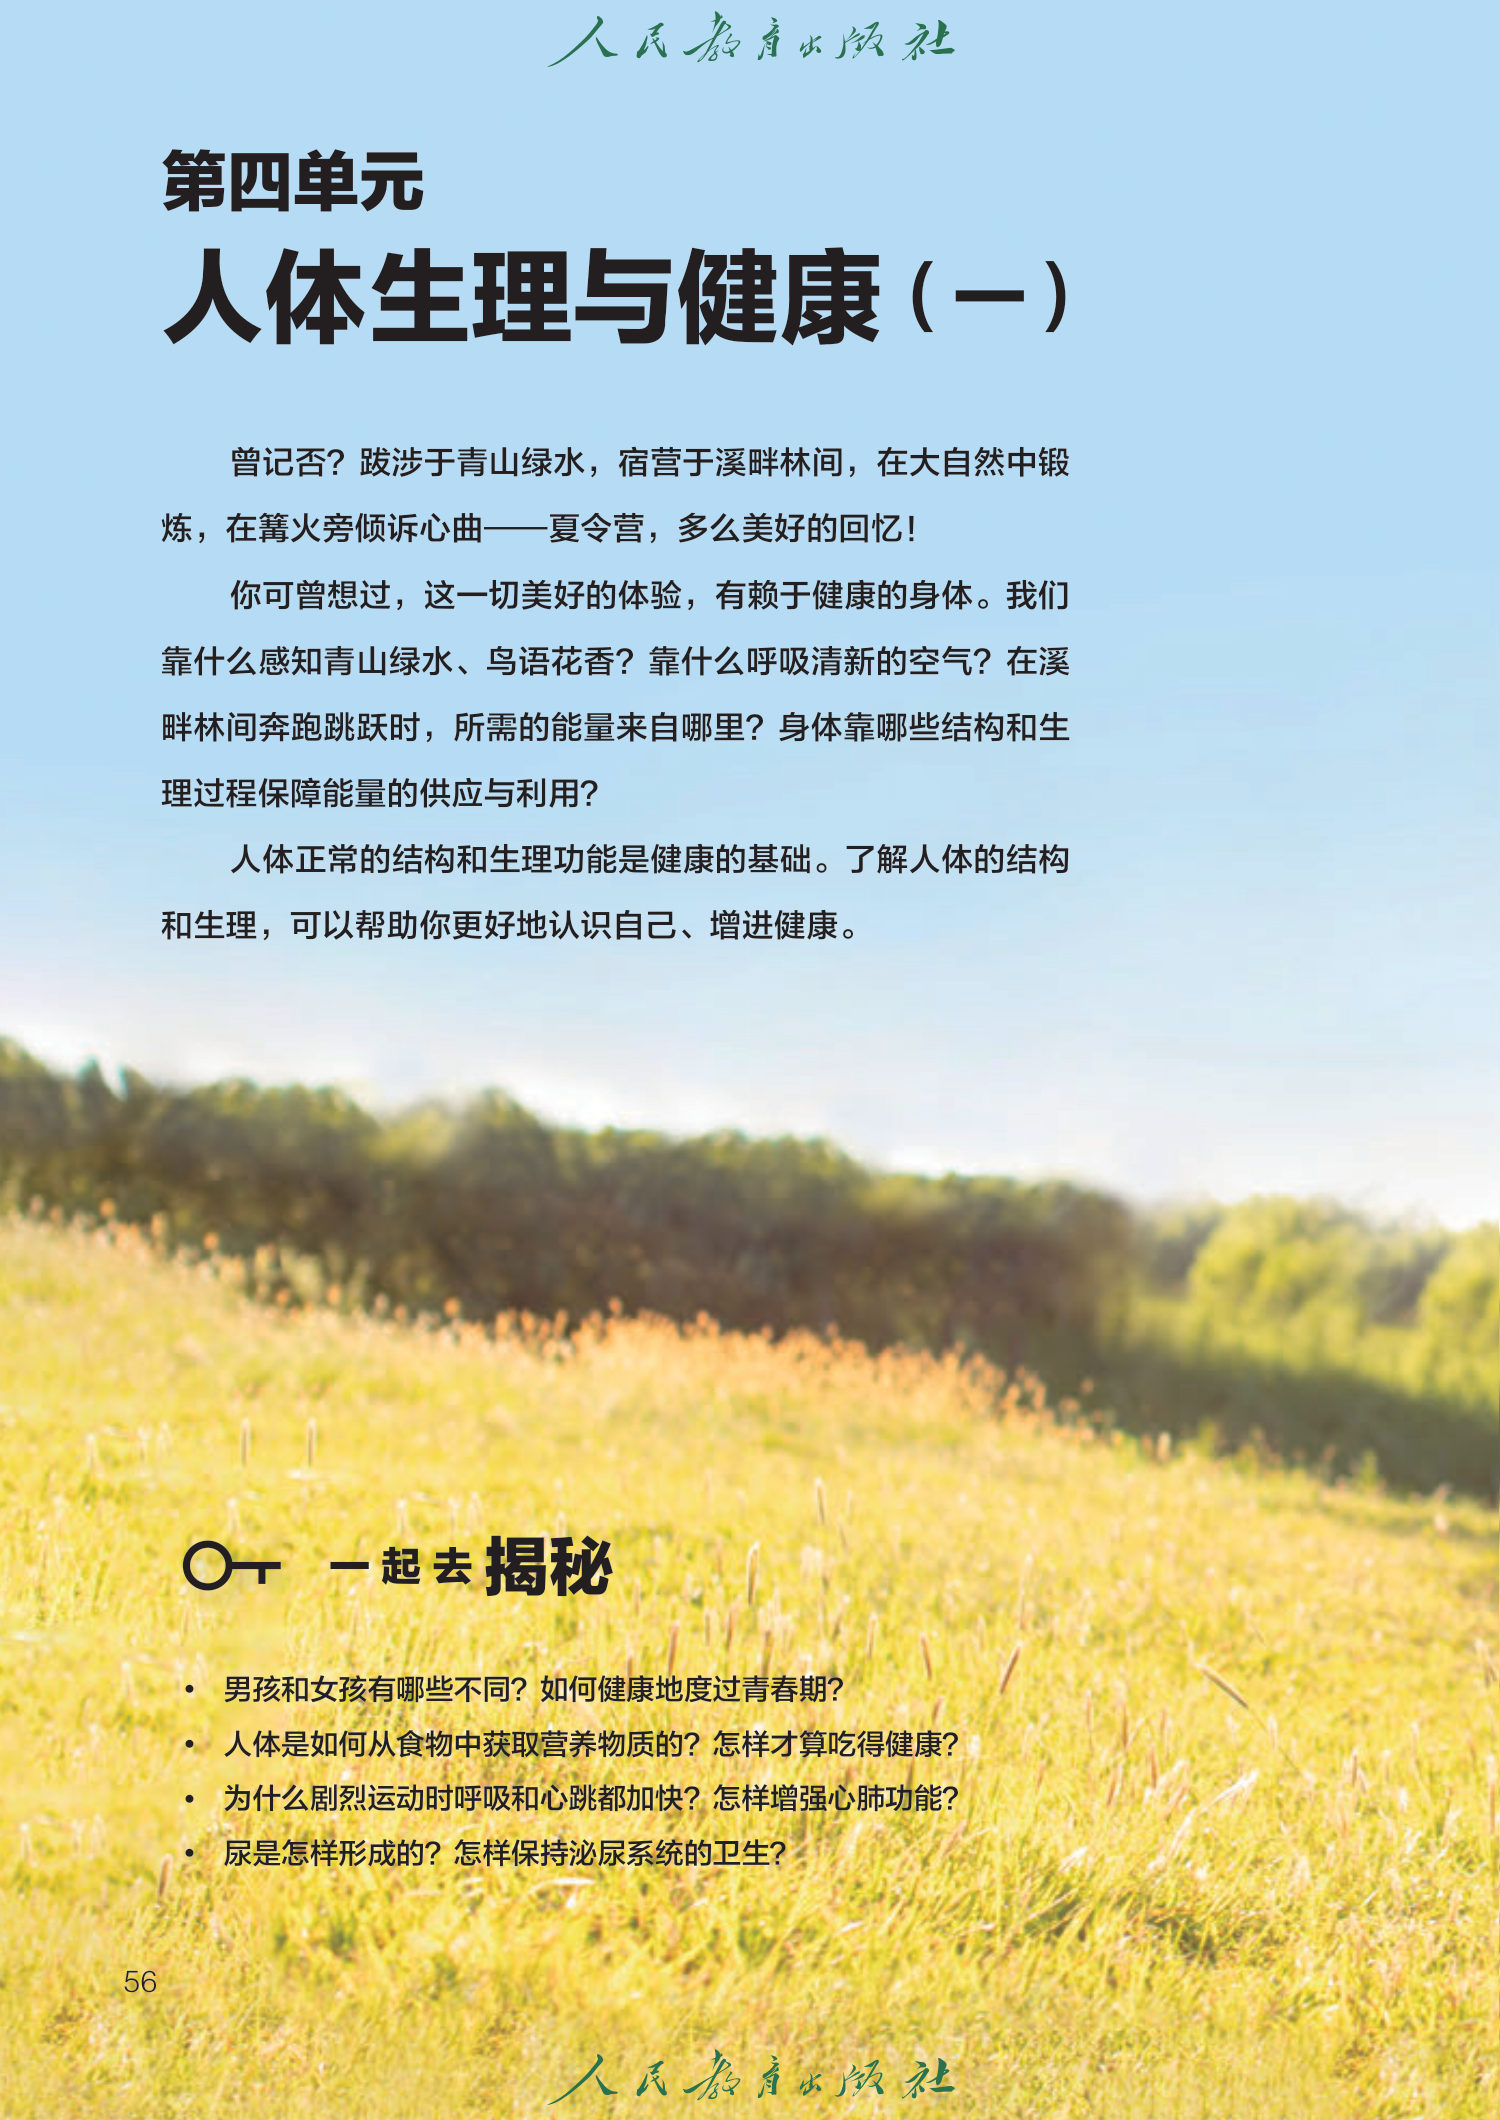 人民教育出版社
第四单元
人体生理与健康（一）
曾记否？跋涉于青山绿水，宿营于溪畔林间，在大自然中锻
炼，在篝火旁倾诉心曲——夏令营，多么美好的回忆！
你可曾想过，这一切美好的体验，有赖于健康的身体。我们
靠什么感知青山绿水、鸟语花香？靠什么呼吸清新的空气？在溪
畔林间奔跑跳跃时，所需的能量来自哪里？身体靠哪些结构和生
理过程保障能量的供应与利用？
人体正常的结构和生理功能是健康的基础。了解人体的结构
和生理，可以帮助你更好地认识自己、增进健康。
一起去揭秘
• 男孩和女孩有哪些不同？如何健康地度过青春期？
• 人体是如何从食物中获取营养物质的？怎样才算吃得健康？
• 为什么剧烈运动时呼吸和心跳都加快？怎样增强心肺功能？
• 尿是怎样形成的？怎样保持泌尿系统的卫生？
56
人民教育出版社